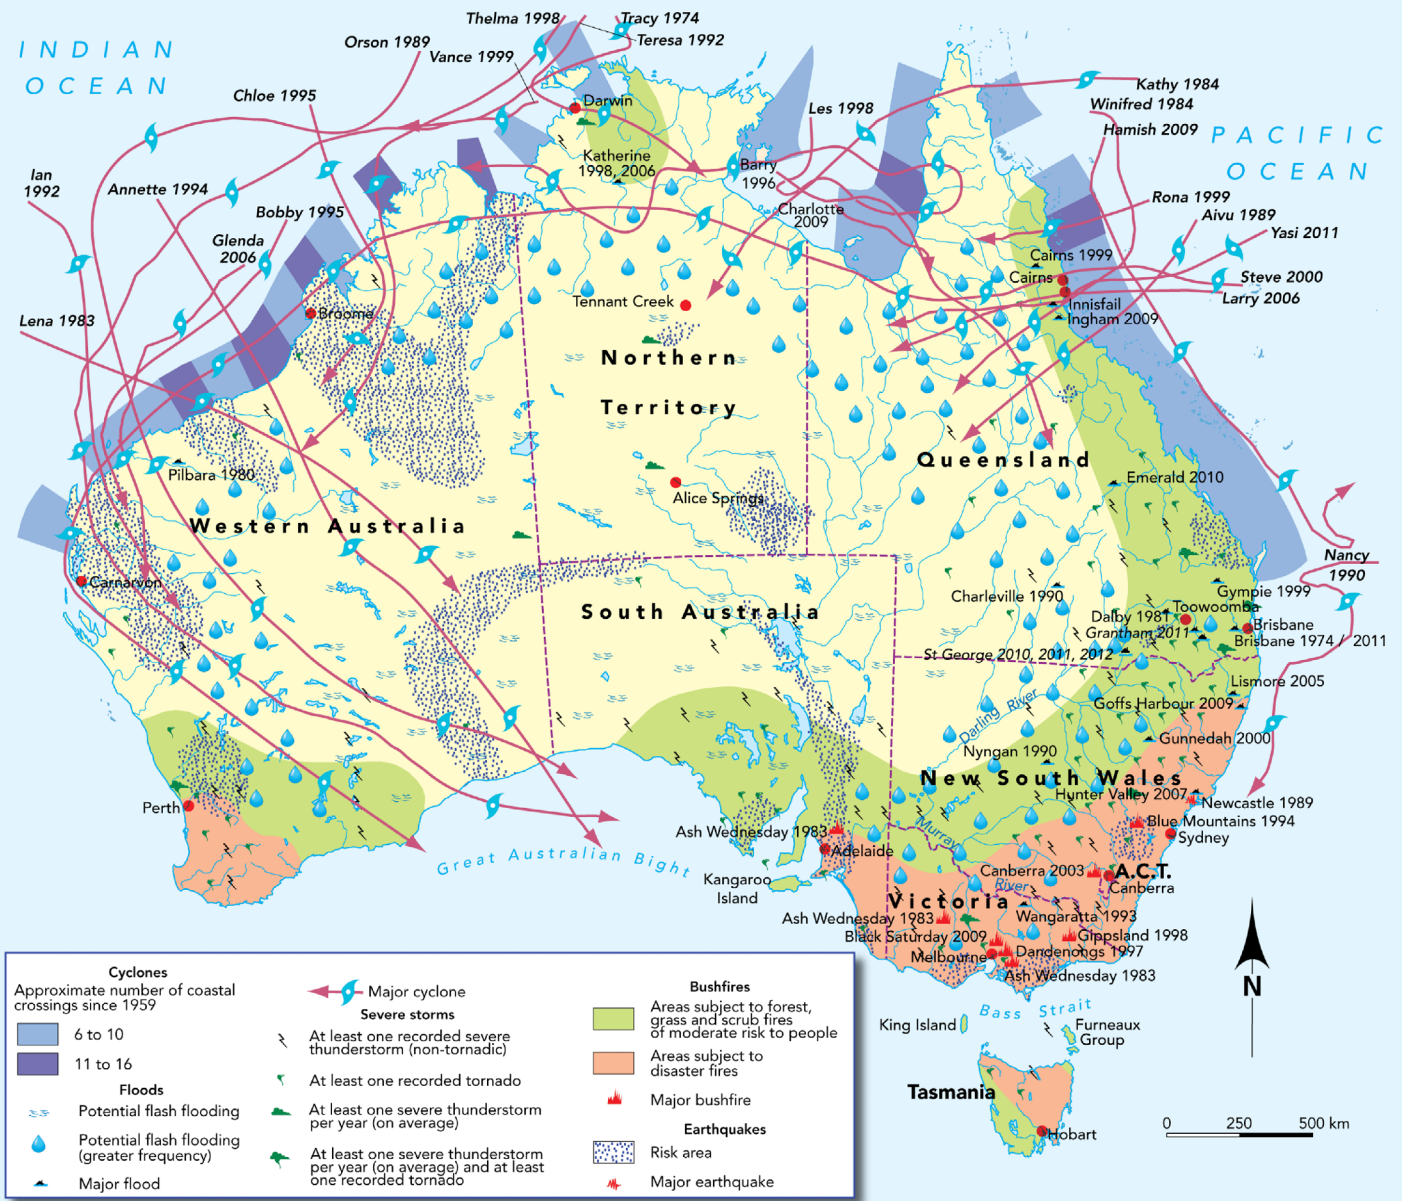 INDIAN
OCEAN
Thelma 1998
Tracy 1974
Teresa 1992
Orson 1989
Vance 1999
Chloe 1995
Kathy 1984
Winifred 1984
Hamish 2009
PACIFIC
OCEAN
Les 1998
Darwin
Katherine
1998, 2006
Barry
1996
Charlotte
2009
Ian
1992
Annette 1994
Bobby 1995
Glenda
2006
Rona 1999
Aivu 1989
Yasi 2011
Steve 2000
Larry 2006
Cairns 1999
Cairns
Innisfail
Ingham 2009
Lena 1983
Broome
Tennant Creek
Northern
Territory
Queensland
Pilbara 1980
Alice Springs
Emerald 2010
Western Australia
Carnarvon
South Australia
Nancy
1990
Charleville 1990
Gympie 1999
Toowoomba
Dalby 1981
Grantham 2011
Brisbane
Brisbane 1974 / 2011
St George 2010, 2011, 2012
Lismore 2005
Goffs Harbour 2009
Darling River
Gunnedah 2000
Nyngan 1990
New South Wales
Hunter Valley 2007
Newcastle 1989
Perth
Blue Mountains 1994
Ash Wednesday 1983
Murray
River
Sydney
Adelaide
Great Australian Bight
Canberra 2003
A.C.T.
Canberra
Kangaroo
Island
Victoria
Ash Wednesday 1983
Wangaratta 1993
Black Saturday 2009
Gippsland 1998
Melbourne
Dandenongs 1997
Ash Wednesday 1983
Bass Strait
King Island
Furneaux
Group
Tasmania
Hobart
N
0 250 500 km
Cyclones
Approximate number of coastal
crossings since 1959
6 to 10
11 to 16
Floods
Potential flash flooding
Potential flash flooding
(greater frequency)
Major flood
Major cyclone
Severe storms
At least one recorded severe
thunderstorm (non-tornadic)
At least one recorded tornado
At least one severe thunderstorm
per year (on average)
At least one severe thunderstorm
per year (on average) and at least
one recorded tornado
Bushfires
Areas subject to forest,
grass and scrub fires
of moderate risk to people
Areas subject to
disaster fires
Major bushfire
Earthquakes
Risk area
Major earthquake